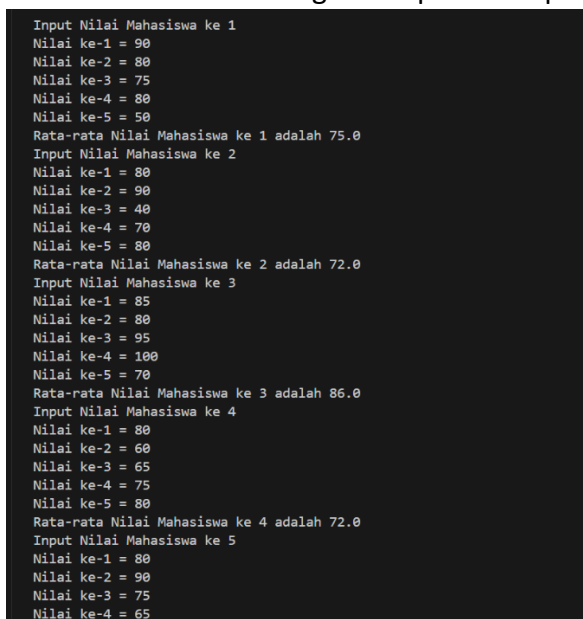 Input Nilai Mahasiswa ke 1
Nilai ke-1 = 90
Nilai ke-2 = 80
Nilai ke-3 = 75
Nilai ke-4 = 80
Nilai ke-5 = 50
Rata-rata Nilai Mahasiswa ke 1 adalah 75.0
Input Nilai Mahasiswa ke 2
Nilai ke-1 = 80
Nilai ke-2 = 90
Nilai ke-3 = 40
Nilai ke-4 = 70
Nilai ke-5 = 80
Rata-rata Nilai Mahasiswa ke 2 adalah 72.0
Input Nilai Mahasiswa ke 3
Nilai ke-1 = 85
Nilai ke-2 = 80
Nilai ke-3 = 95
Nilai ke-4 = 100
Nilai ke-5 = 70
Rata-rata Nilai Mahasiswa ke 3 adalah 86.0
Input Nilai Mahasiswa ke 4
Nilai ke-1 = 80
Nilai ke-2 = 60
Nilai ke-3 = 65
Nilai ke-4 = 75
Nilai ke-5 = 80
Rata-rata Nilai Mahasiswa ke 4 adalah 72.0
Input Nilai Mahasiswa ke 5
Nilai ke-1 = 80
Nilai ke-2 = 90
Nilai ke-3 = 75
Nilai ke-4 = 65